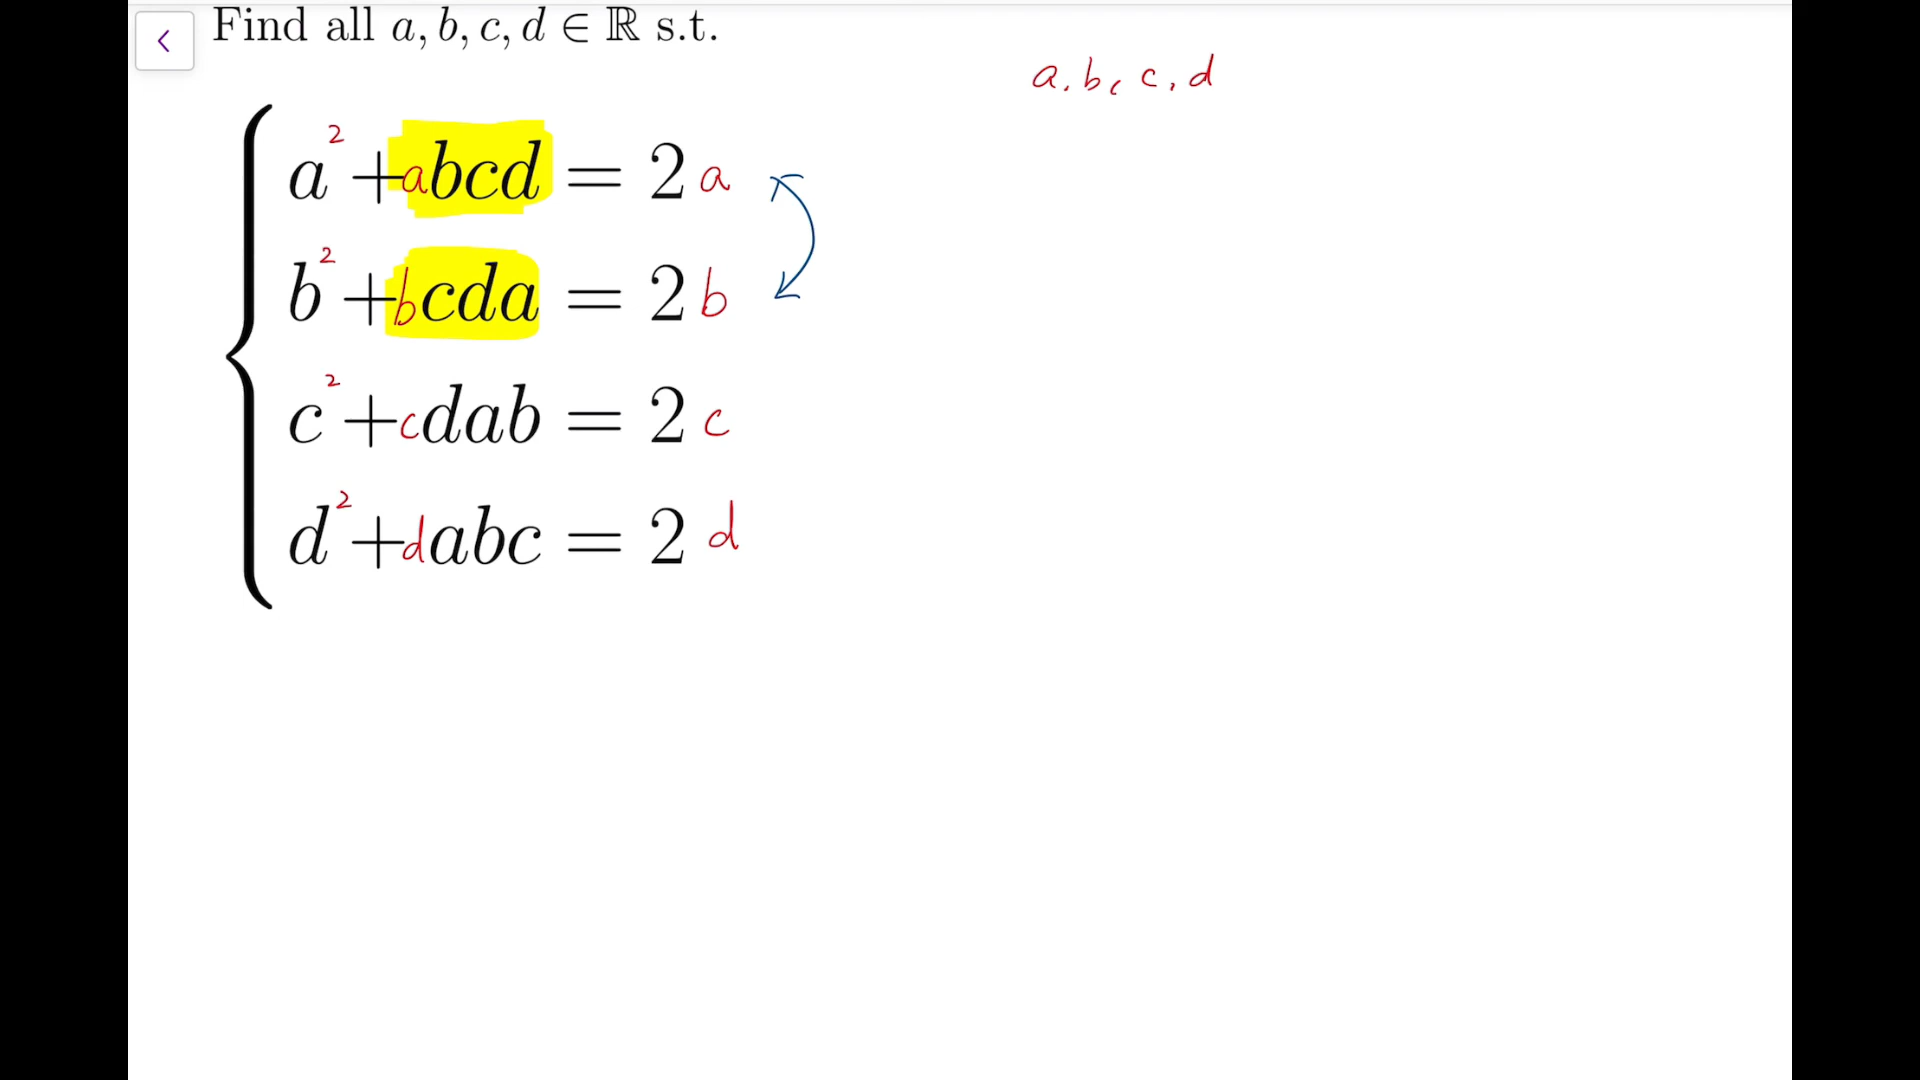 Find all a, b, c, d ∈ ℝ s.t.
a, b, c, d
a² + abcd = 2a
b² + bcda = 2b
c² + cdab = 2c
d² + dabc = 2d